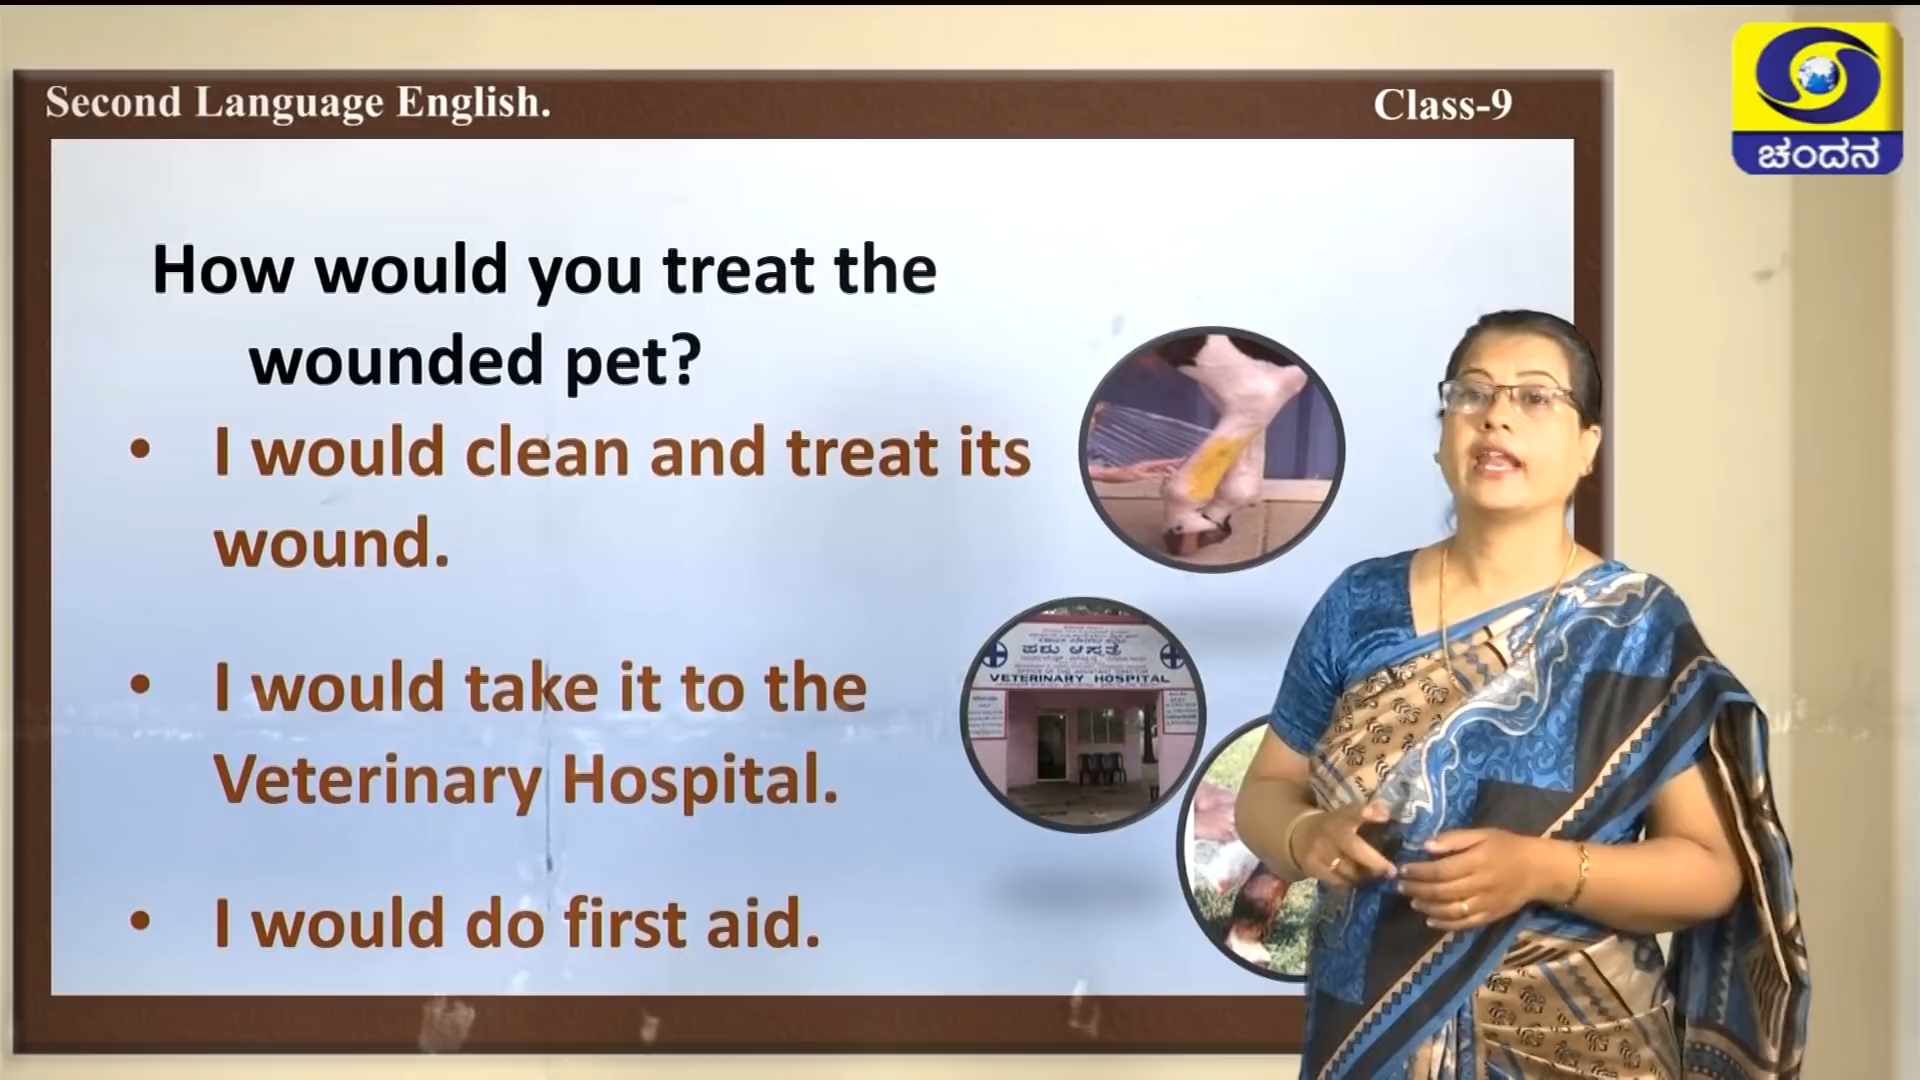 Second Language English.
Class-9
ಚಂದನ
How would you treat the
wounded pet?
• I would clean and treat its
wound.
• I would take it to the
Veterinary Hospital.
• I would do first aid.
ಪಶು ಆಸ್ಪತ್ರೆ
VETERINARY HOSPITAL